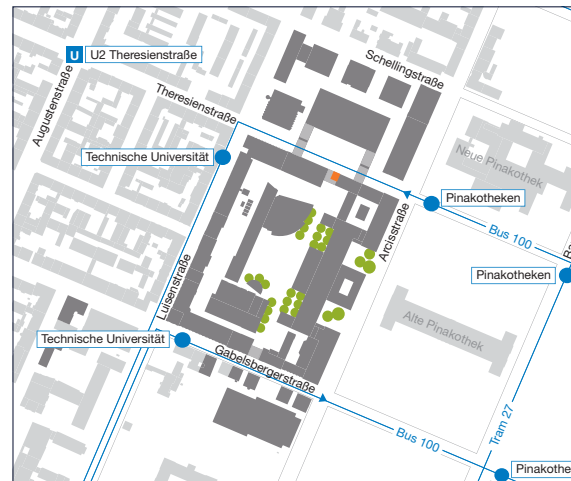 U U2 Theresienstraße
Schellingstraße
Augustenstraße
Theresienstraße
Technische Universität
Neue Pinakothek
Pinakotheken
Arcisstraße
Bus 100
Pinakotheken
Luisenstraße
Alte Pinakothek
Technische Universität
Gabelsbergerstraße
Tram 27
Bus 100